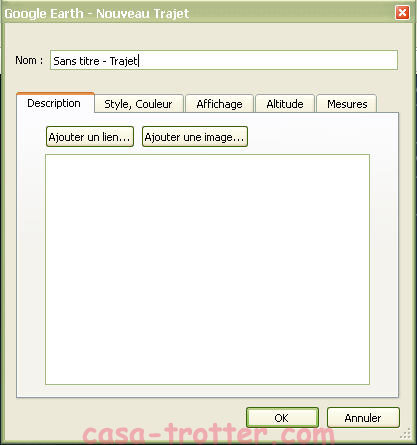 Google Earth - Nouveau Trajet
Nom : Sans titre - Trajet
Description Style, Couleur Affichage Altitude Mesures
Ajouter un lien... Ajouter une image...
OK Annuler
casa-trotter.com